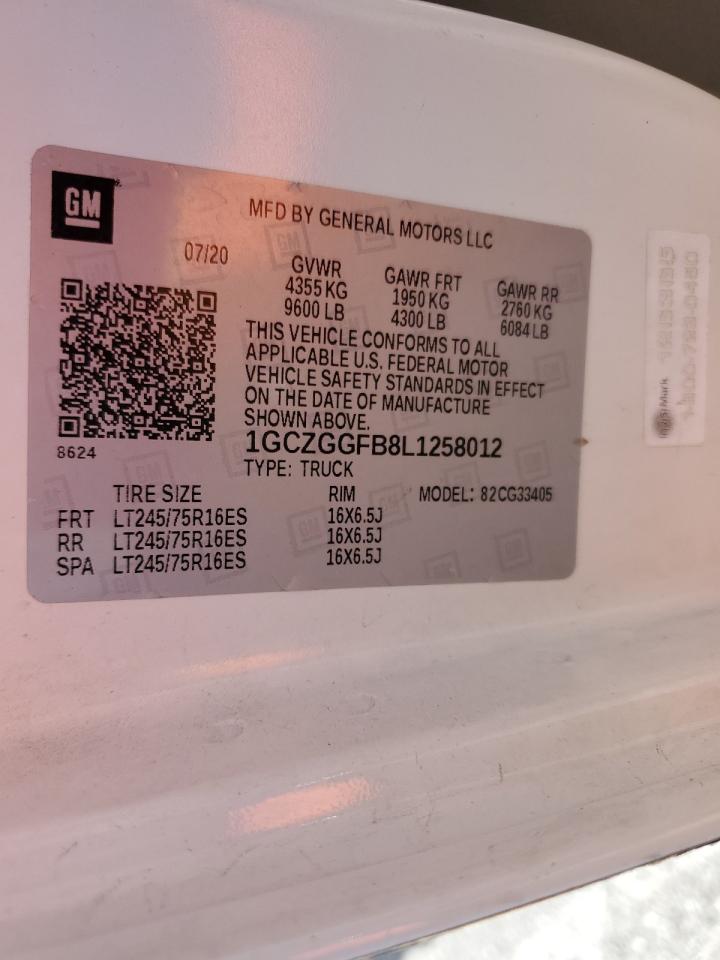 GM
MFD BY GENERAL MOTORS LLC
07/20
GVWR GAWR FRT GAWR RR
4355 KG 1950 KG 2760 KG
9600 LB 4300 LB 6084 LB
THIS VEHICLE CONFORMS TO ALL
APPLICABLE U.S. FEDERAL MOTOR
VEHICLE SAFETY STANDARDS IN EFFECT
ON THE DATE OF MANUFACTURE
SHOWN ABOVE.
8624
1GCZGGFB8L1258012
TYPE: TRUCK
TIRE SIZE RIM MODEL: 82CG33405
FRT LT245/75R16ES 16X6.5J
RR LT245/75R16ES 16X6.5J
SPA LT245/75R16ES 16X6.5J